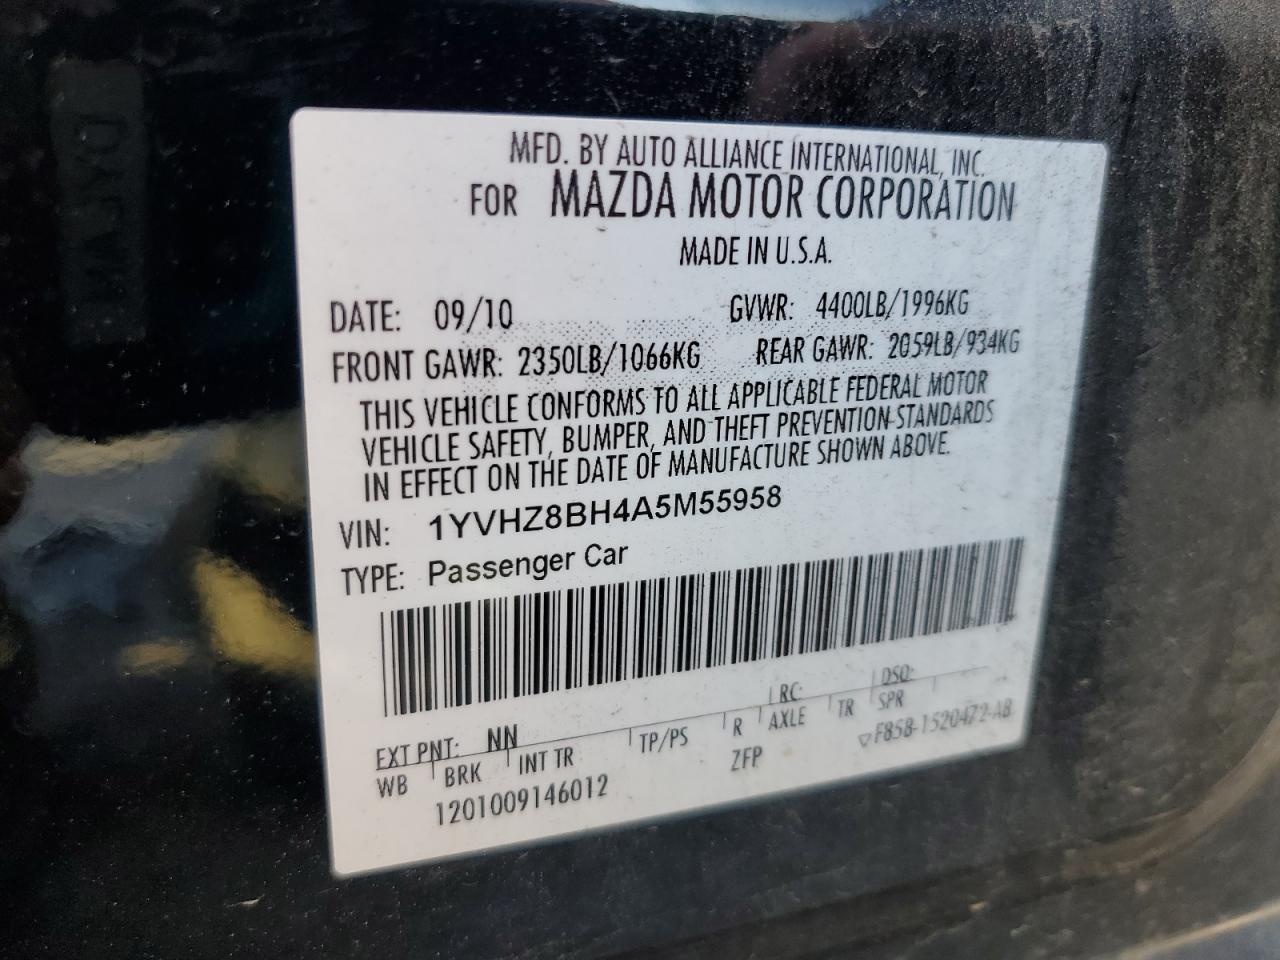 MFD. BY AUTO ALLIANCE INTERNATIONAL, INC.
FOR MAZDA MOTOR CORPORATION
MADE IN U.S.A.
DATE: 09/10 GVWR: 4400LB/1996KG
FRONT GAWR: 2350LB/1066KG REAR GAWR: 2059LB/934KG
THIS VEHICLE CONFORMS TO ALL APPLICABLE FEDERAL MOTOR
VEHICLE SAFETY, BUMPER, AND THEFT PREVENTION STANDARDS
IN EFFECT ON THE DATE OF MANUFACTURE SHOWN ABOVE.
VIN: 1YVHZ8BH4A5M55958
TYPE: Passenger Car
EXT PNT: NN RC: DSO:
WB BRK INT TR TP/PS R AXLE TR SPR
ZFP F85B-1520472-AB
1201009146012